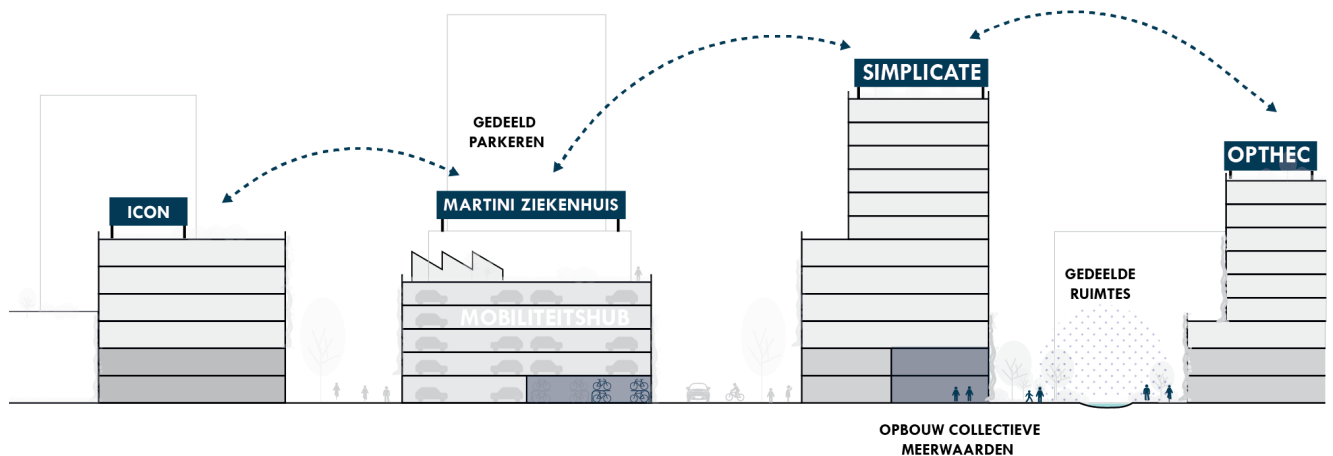 ICON
GEDEELD
PARKEREN
MARTINI ZIEKENHUIS
MOBILITEITSHUB
SIMPLICATE
OPTHEC
GEDEELDE
RUIMTES
OPBOUW COLLECTIEVE
MEERWAARDEN